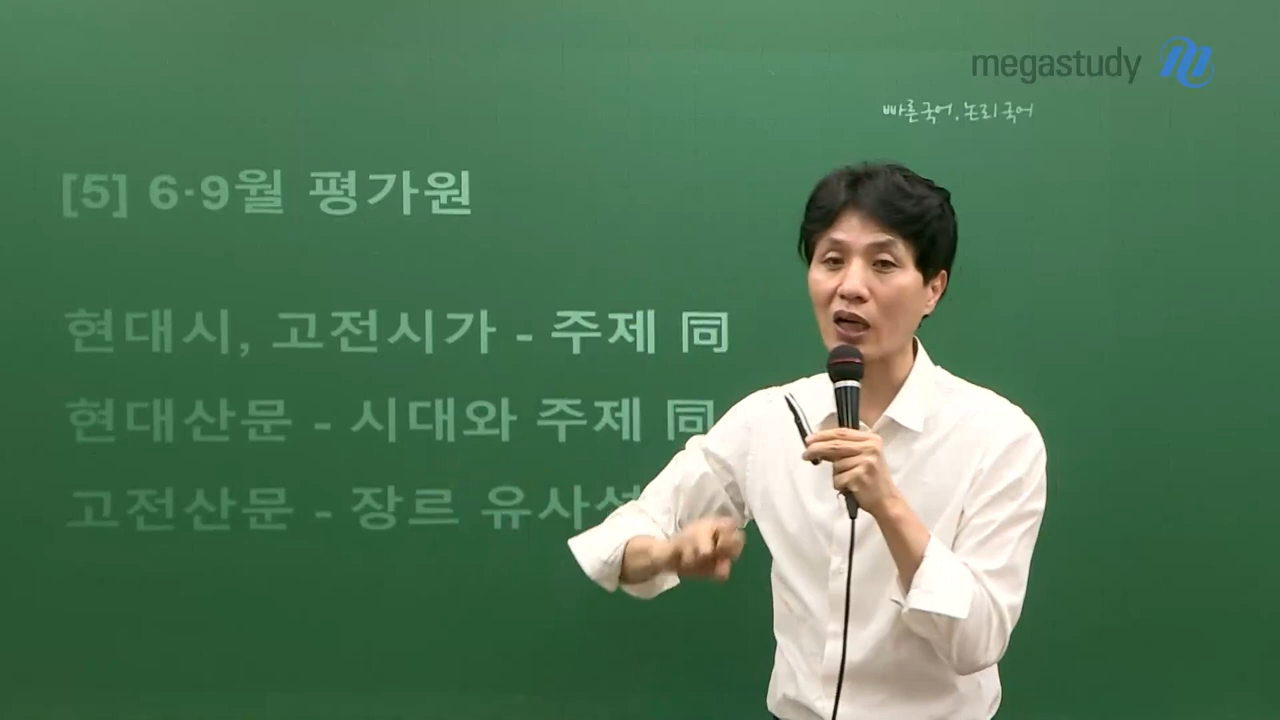 megastudy
빠른국어, 논리국어
[5] 6·9월 평가원
현대시, 고전시가 - 주제 同
현대산문 - 시대와 주제 同
고전산문 - 장르 유사성